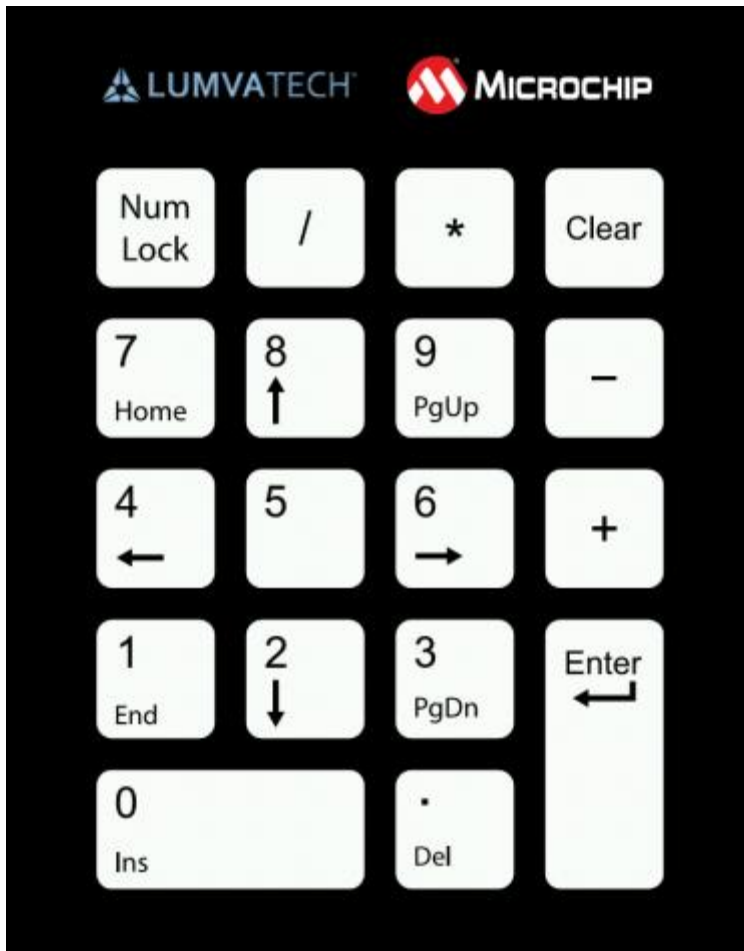 LUMVATECH MICROCHIP
Num
Lock
/
*
Clear
7
Home
8
↑
9
PgUp
−
4
←
5
6
→
+
1
End
2
↓
3
PgDn
Enter
↵
0
Ins
.
Del